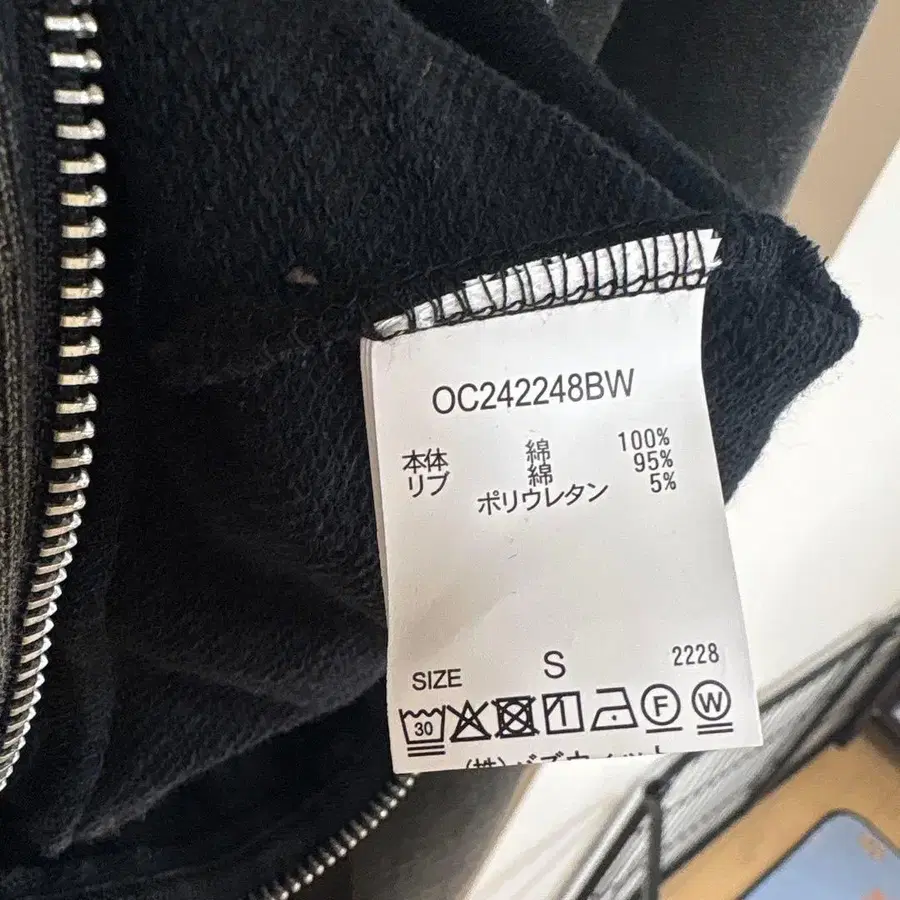 OC242248BW
本体 綿 100%
リブ 綿 95%
ポリウレタン 5%
SIZE S 2228
30 F W